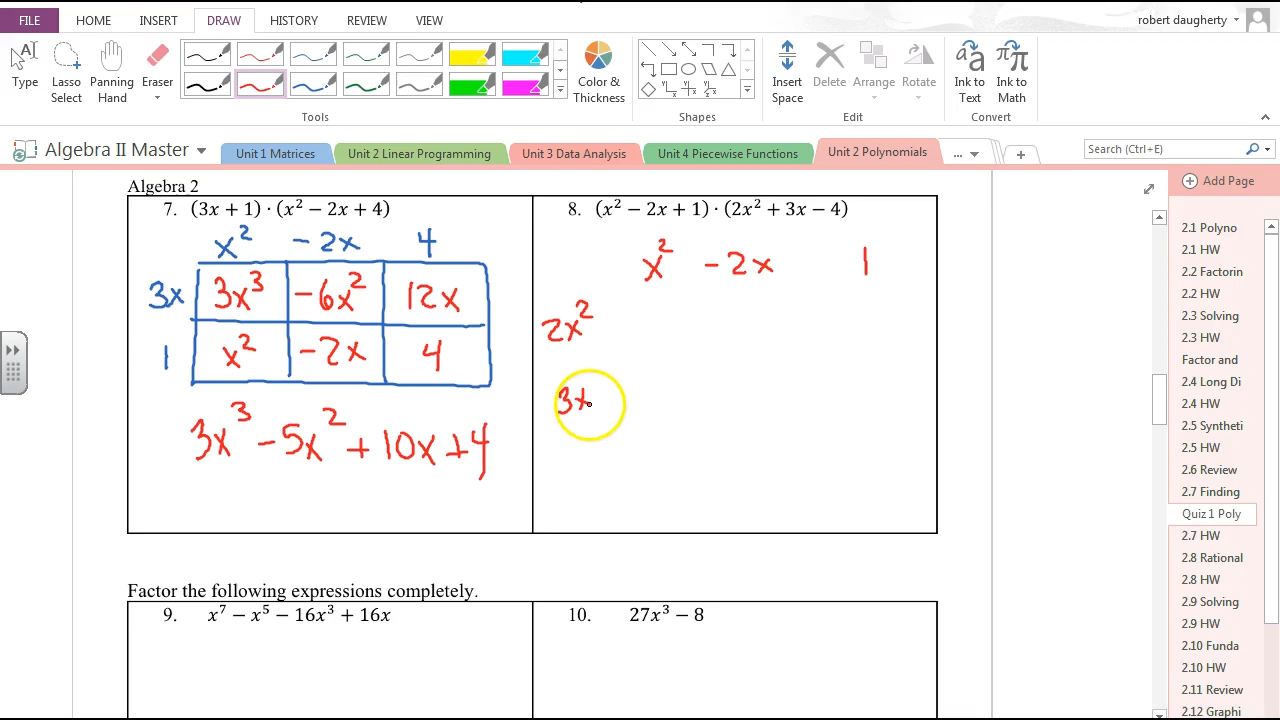 FILE HOME INSERT DRAW HISTORY REVIEW VIEW robert daugherty
Type Lasso Select Panning Hand Eraser Color & Thickness Insert Space Delete Arrange Rotate Ink to Text Ink to Math
Tools Shapes Edit Convert
Algebra II Master Unit 1 Matrices Unit 2 Linear Programming Unit 3 Data Analysis Unit 4 Piecewise Functions Unit 2 Polynomials ... Search (Ctrl+E)
Add Page
Algebra 2
7. (3x + 1) · (x² − 2x + 4)
x² − 2x 4
3x 3x³ −6x² 12x
1 x² −2x 4
3x³ − 5x² + 10x + 4
8. (x² − 2x + 1) · (2x² + 3x − 4)
x² − 2x 1
2x²
3x
Factor the following expressions completely.
9. x⁷ − x⁵ − 16x³ + 16x
10. 27x³ − 8
2.1 Polyno
2.1 HW
2.2 Factorin
2.2 HW
2.3 Solving
2.3 HW
Factor and
2.4 Long Di
2.4 HW
2.5 Syntheti
2.5 HW
2.6 Review
2.7 Finding
Quiz 1 Poly
2.7 HW
2.8 Rational
2.8 HW
2.9 Solving
2.9 HW
2.10 Funda
2.10 HW
2.11 Review
2.12 Graphi